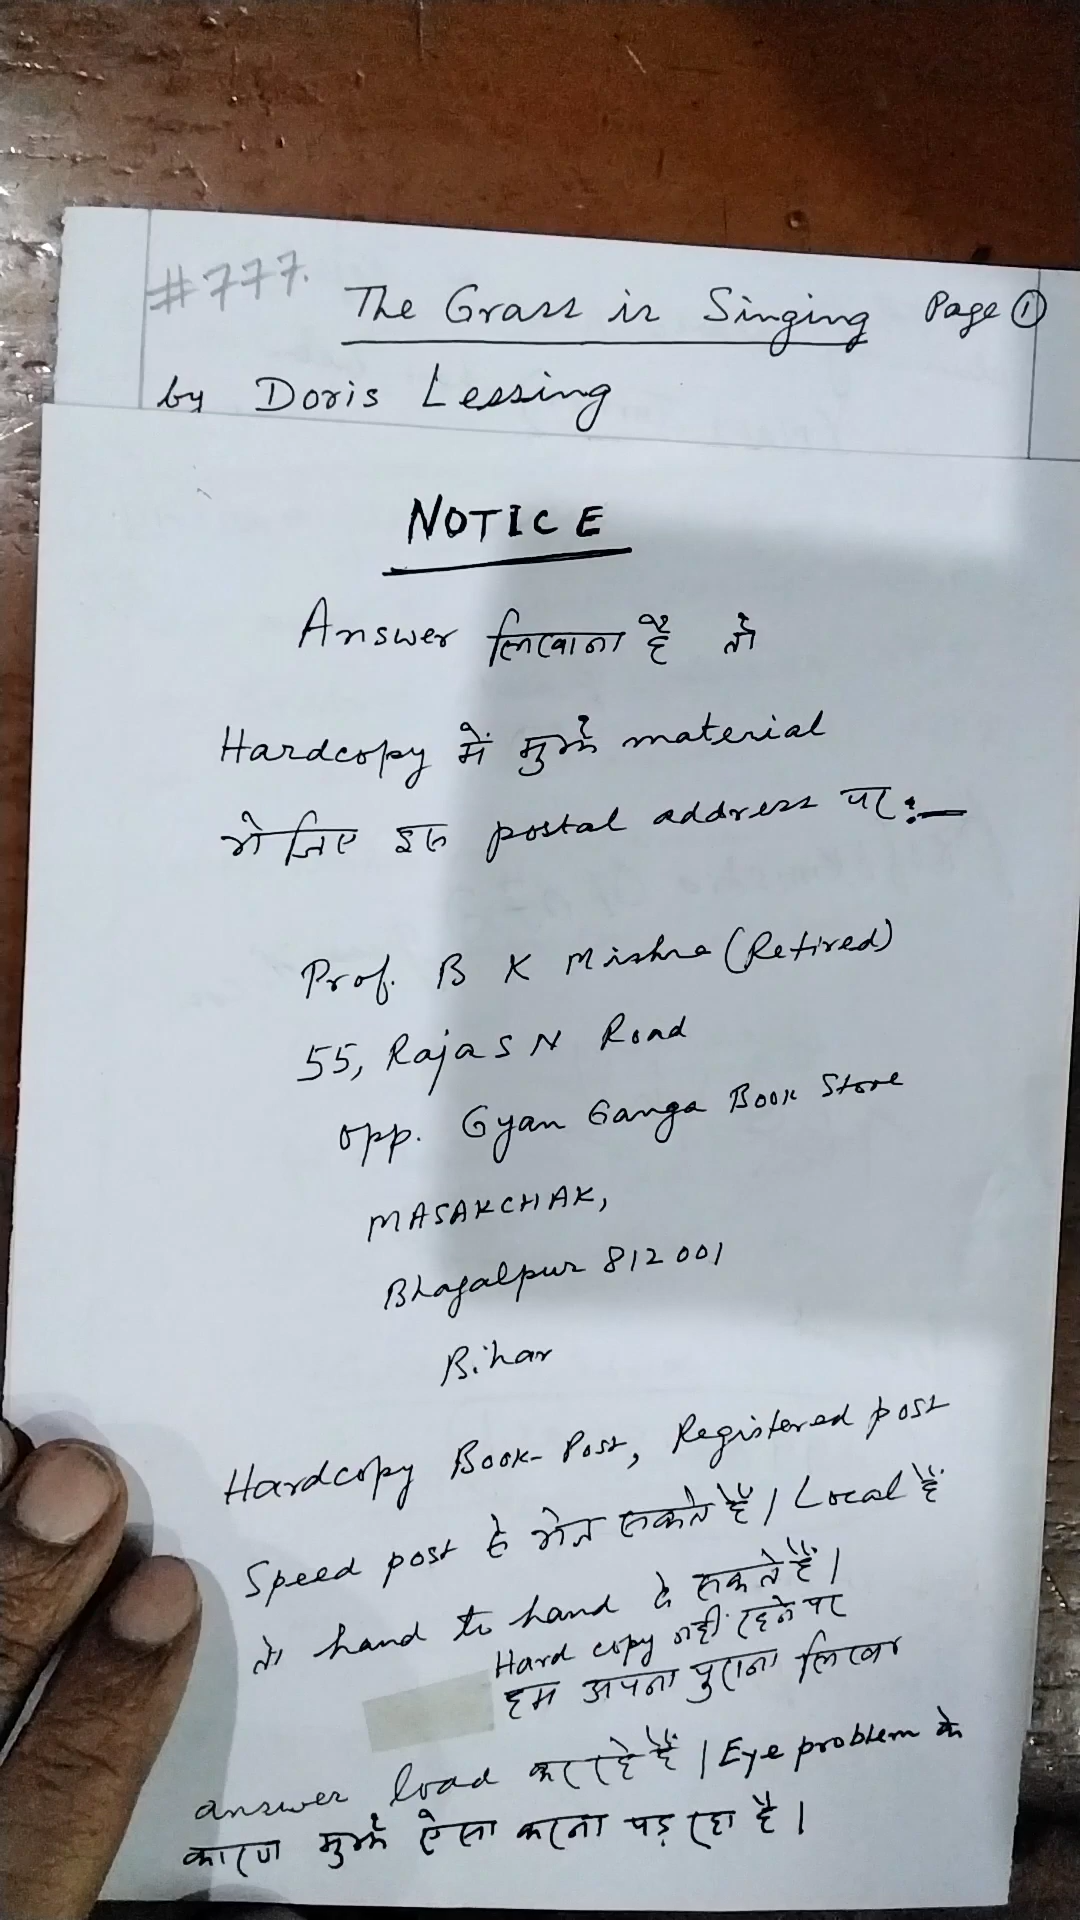 #777. The Grass is Singing Page ①
by Doris Lessing
NOTICE
Answer लिखाना है तो
Hardcopy में मुझे material
भेजिए इस postal address पर :—
Prof. B K Mishra (Retired)
55, Raja S N Road
opp. Gyan Ganga Book Store
MASAKCHAK,
Bhagalpur 812001
Bihar
Hardcopy Book-Post, Registered post
Speed post से भेज सकते हैं। Local हैं
तो hand to hand दे सकते हैं।
Hard copy नहीं रहने पर
हम अपना पुराना लिखा
answer load कर रहे हैं। Eye problem के
कारण मुझे ऐसा करना पड़ रहा है।